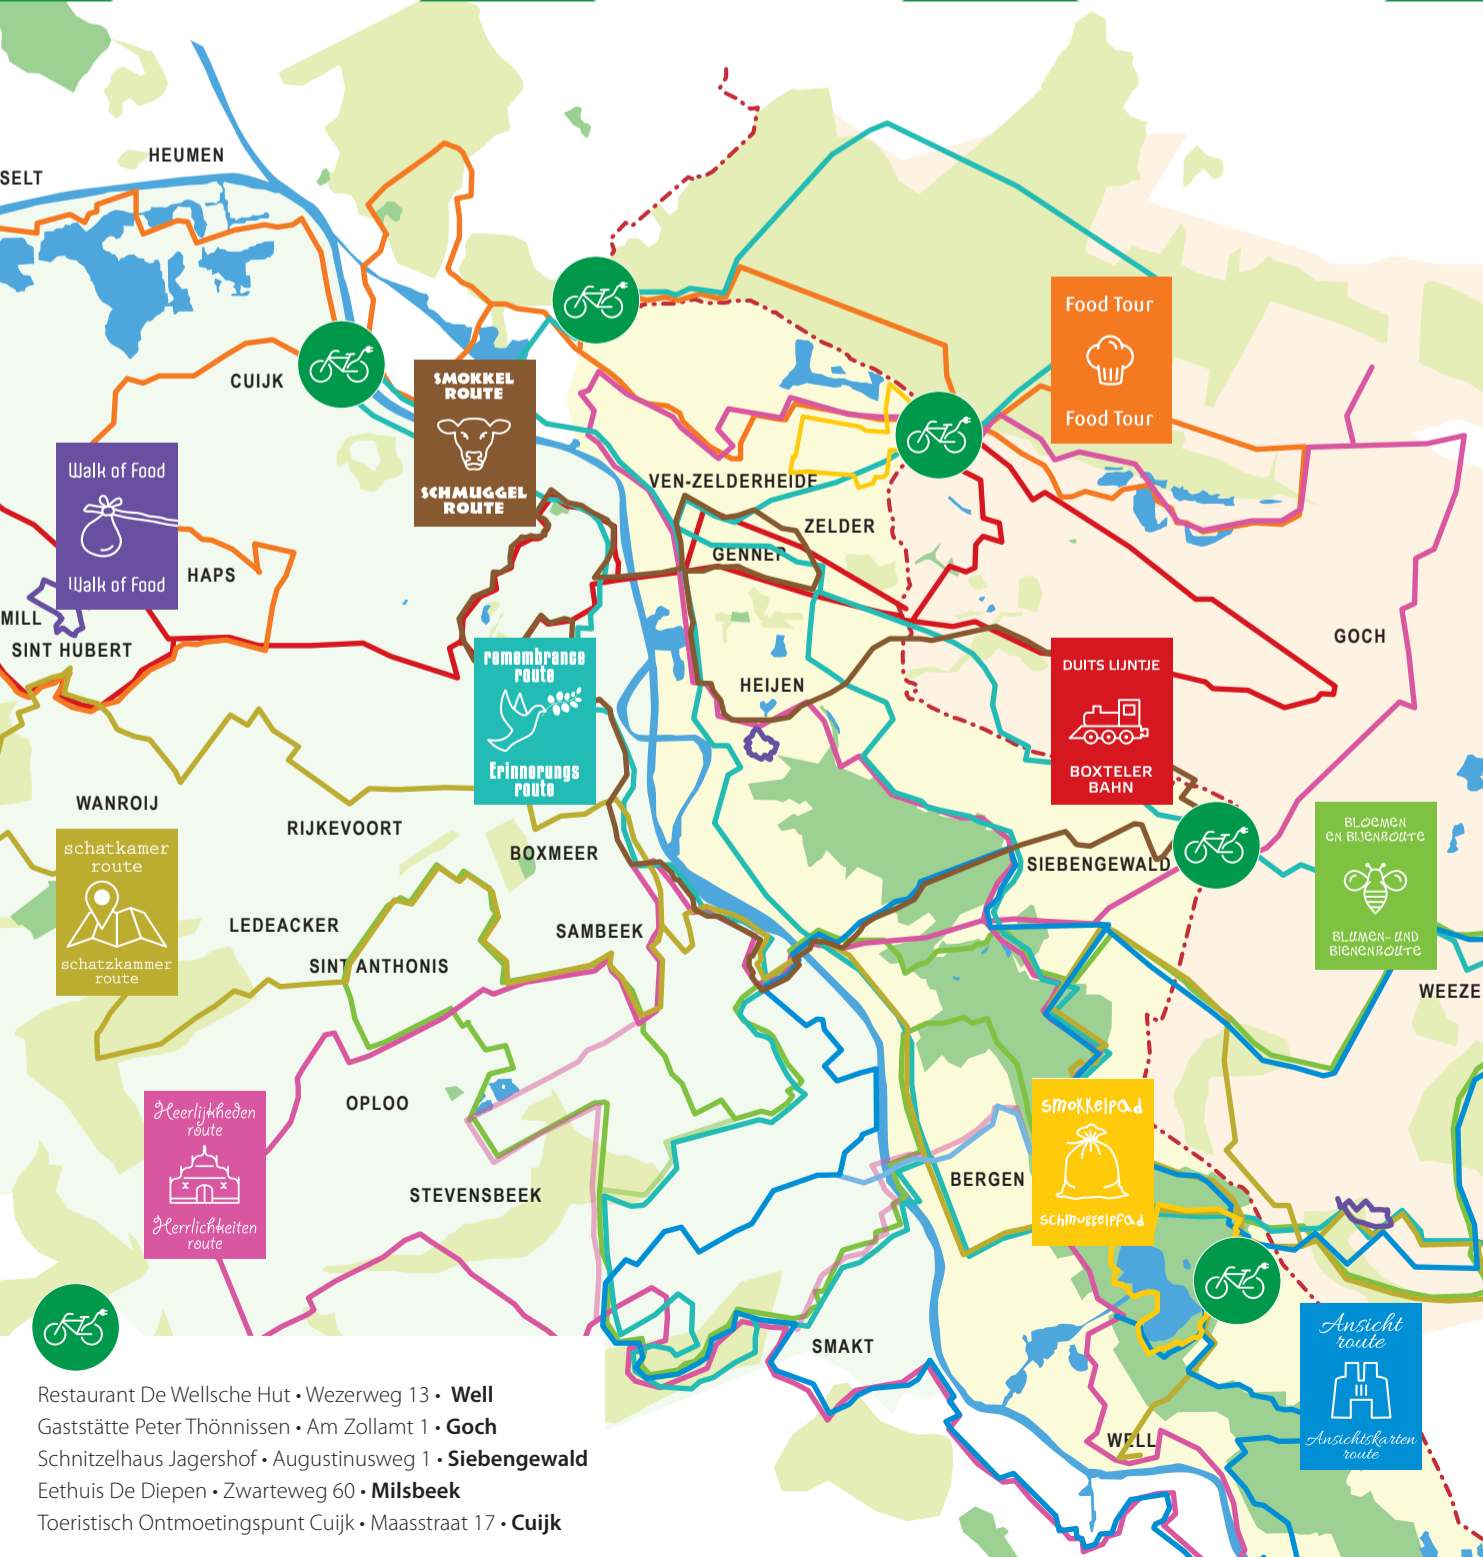 HEUMEN
SELT
CUIJK
SMOKKEL
ROUTE
SCHMUGGEL
ROUTE
Food Tour
Food Tour
Walk of Food
Walk of Food
VEN-ZELDERHEIDE
ZELDER
GENNEP
HAPS
MILL
SINT HUBERT
GOCH
remembrance
route
Erinnerungs
route
HEIJEN
DUITS LIJNTJE
BOXTELER
BAHN
WANROIJ
RIJKEVOORT
BOXMEER
SIEBENGEWALD
BLOEMEN
EN BIJENROUTE
BLUMEN- UND
BIENENROUTE
schatkamer
route
schatzkammer
route
LEDEACKER
SAMBEEK
SINT ANTHONIS
WEEZE
OPLOO
Heerlijkheden
route
Herrlichkeiten
route
STEVENSBEEK
BERGEN
smokkelpad
schmuggelpfad
SMAKT
Ansicht
route
Ansichtskarten
route
WELL
Restaurant De Wellsche Hut • Wezerweg 13 • Well
Gaststätte Peter Thönnissen • Am Zollamt 1 • Goch
Schnitzelhaus Jagershof • Augustinusweg 1 • Siebengewald
Eethuis De Diepen • Zwarteweg 60 • Milsbeek
Toeristisch Ontmoetingspunt Cuijk • Maasstraat 17 • Cuijk